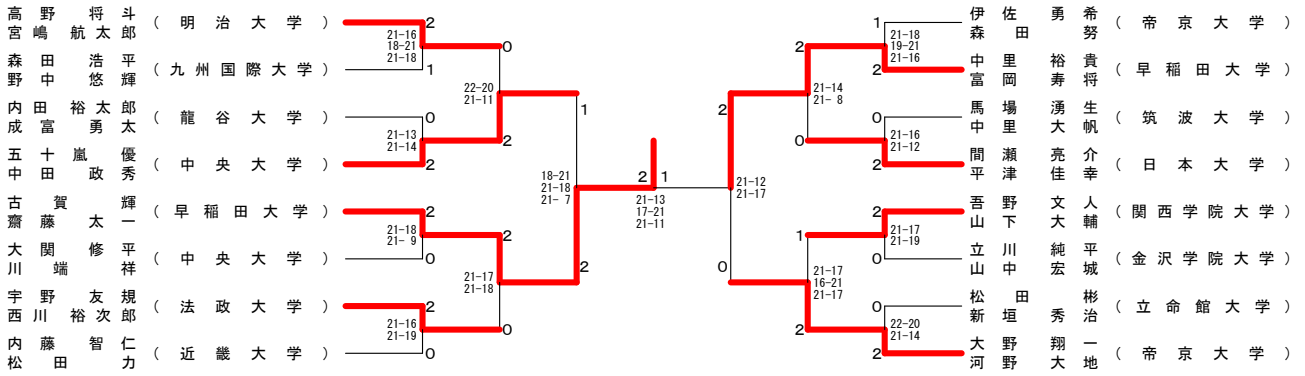 高野 将斗
宮嶋 航太郎
( 明治大学 )
2
21-16
18-21
21-18
1
森田 浩平
野中 悠輝
( 九州国際大学 )
0
22-20
21-11
2
内田 裕太郎
成富 勇太
( 龍谷大学 )
0
21-13
21-14
2
五十嵐 優
中田 政秀
( 中央大学 )
1
18-21
21-18
21- 7
2
古賀 輝
齋藤 太一
( 早稲田大学 )
2
21-18
21- 9
0
大関 修平
川端 祥
( 中央大学 )
2
21-17
21-18
0
宇野 友規
西川 裕次郎
( 法政大学 )
2
21-16
21-19
0
内藤 智仁
松田 力
( 近畿大学 )
2 1
21-13
17-21
21-11
伊佐 勇希
森田 努
( 帝京大学 )
1
21-18
19-21
21-16
2
中里 裕貴
富岡 寿将
( 早稲田大学 )
2
21-14
21- 8
0
馬場 湧生
中里 大帆
( 筑波大学 )
0
21-16
21-12
2
間瀬 亮介
平津 佳幸
( 日本大学 )
2
21-12
21-17
0
吾野 文人
山下 大輔
( 関西学院大学 )
2
21-17
21-19
0
立川 純平
山中 宏城
( 金沢学院大学 )
1
21-17
16-21
21-17
2
松田 彬
新垣 秀治
( 立命館大学 )
0
22-20
21-14
2
大野 翔一
河野 大地
( 帝京大学 )